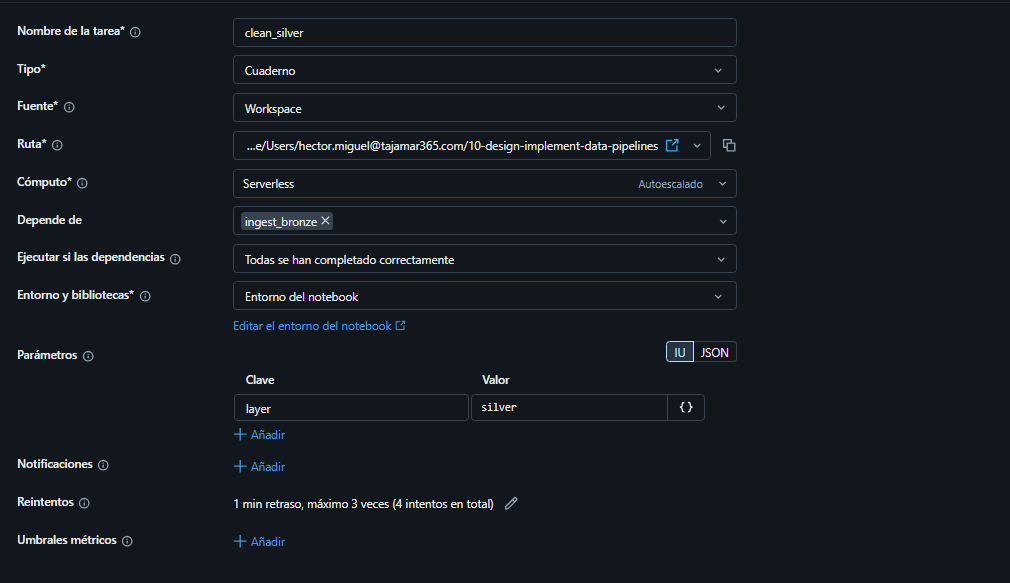 Nombre de la tarea*
clean_silver
Tipo*
Cuaderno
Fuente*
Workspace
Ruta*
...e/Users/hector.miguel@tajamar365.com/10-design-implement-data-pipelines
Cómputo*
Serverless Autoescalado
Depende de
ingest_bronze
Ejecutar si las dependencias
Todas se han completado correctamente
Entorno y bibliotecas*
Entorno del notebook
Editar el entorno del notebook
Parámetros
IU JSON
Clave Valor
layer silver {}
+ Añadir
Notificaciones
+ Añadir
Reintentos
1 min retraso, máximo 3 veces (4 intentos en total)
Umbrales métricos
+ Añadir